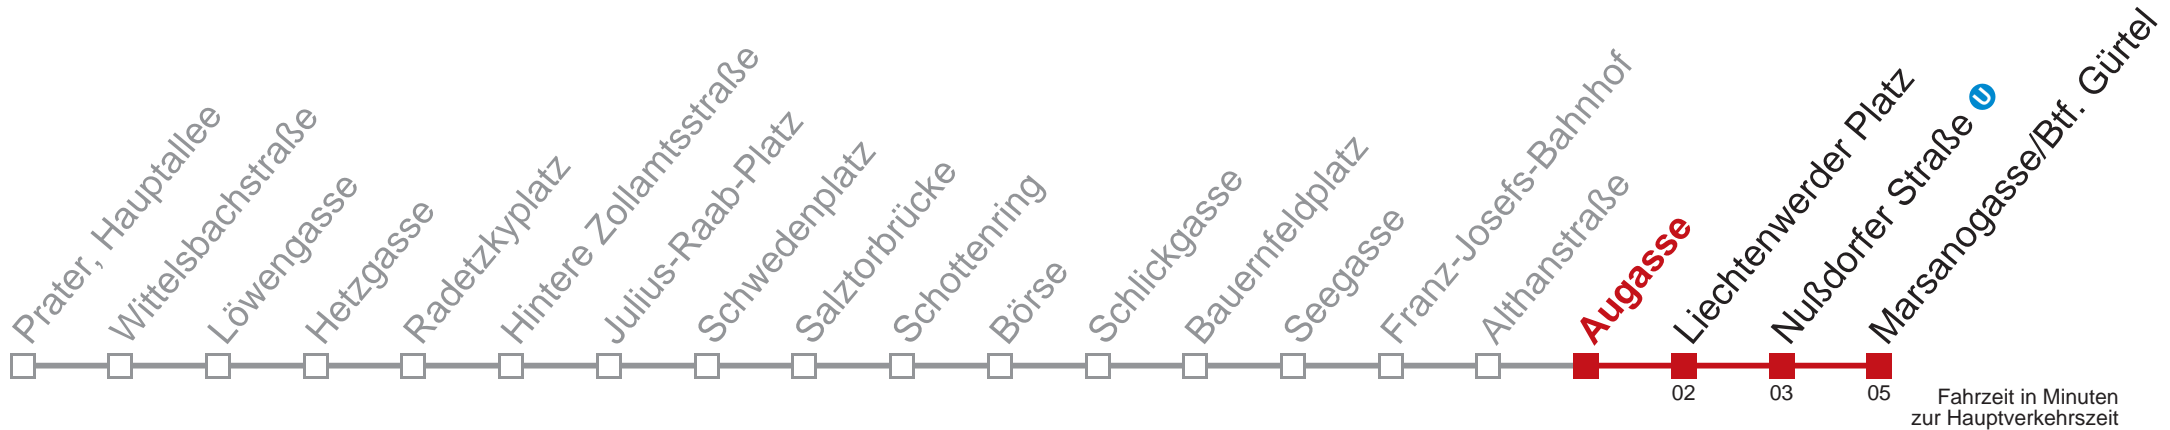 Prater, Hauptallee
Wittelsbachstraße
Löwengasse
Hetzgasse
Radetzkyplatz
Hintere Zollamtsstraße
Julius-Raab-Platz
Schwedenplatz
Salztorbrücke
Schottenring
Börse
Schlickgasse
Bauernfeldplatz
Seegasse
Franz-Josefs-Bahnhof
Althanstraße
Augasse
Liechtenwerder Platz
Nußdorfer Straße U
Marsanogasse/Btf. Gürtel
02
03
05
Fahrzeit in Minuten
zur Hauptverkehrszeit